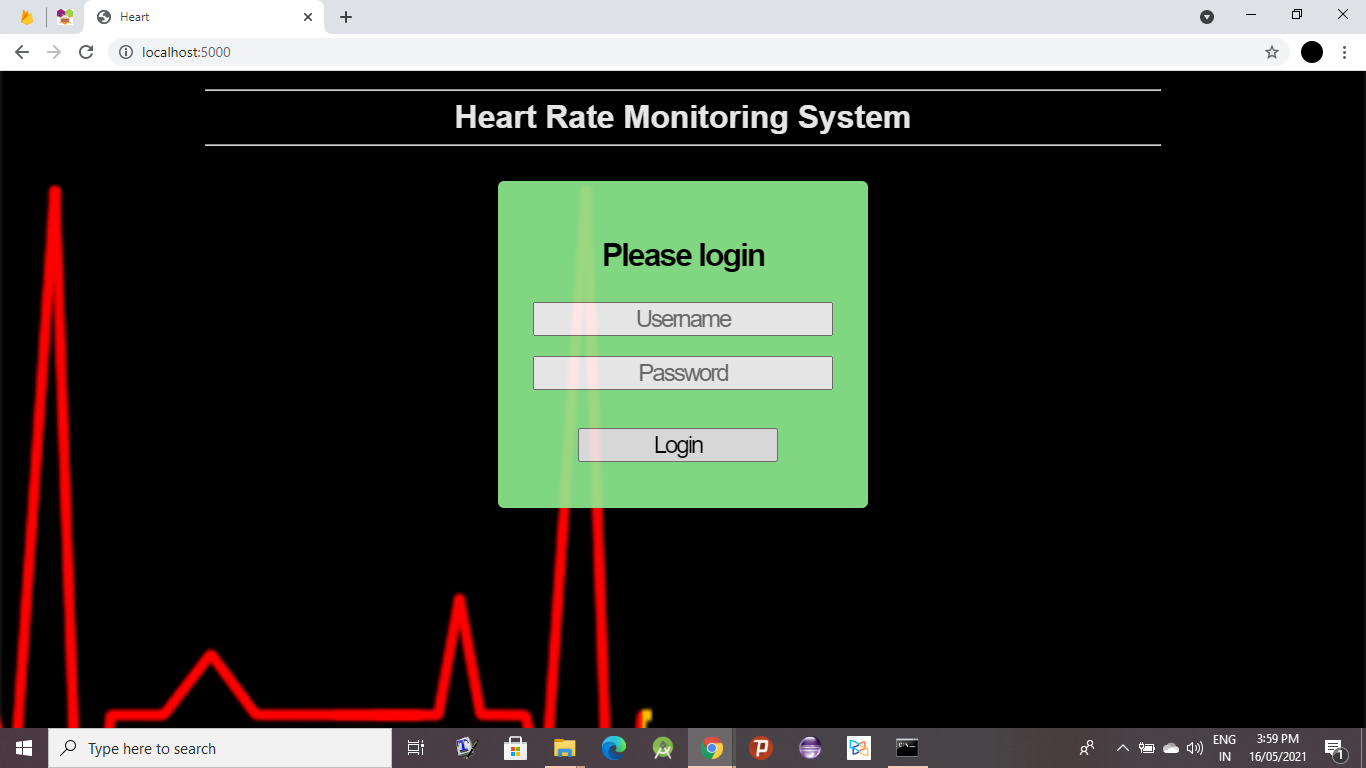 Heart
localhost:5000
Heart Rate Monitoring System
Please login
Username
Password
Login
Type here to search
ENG
IN
3:59 PM
16/05/2021
1